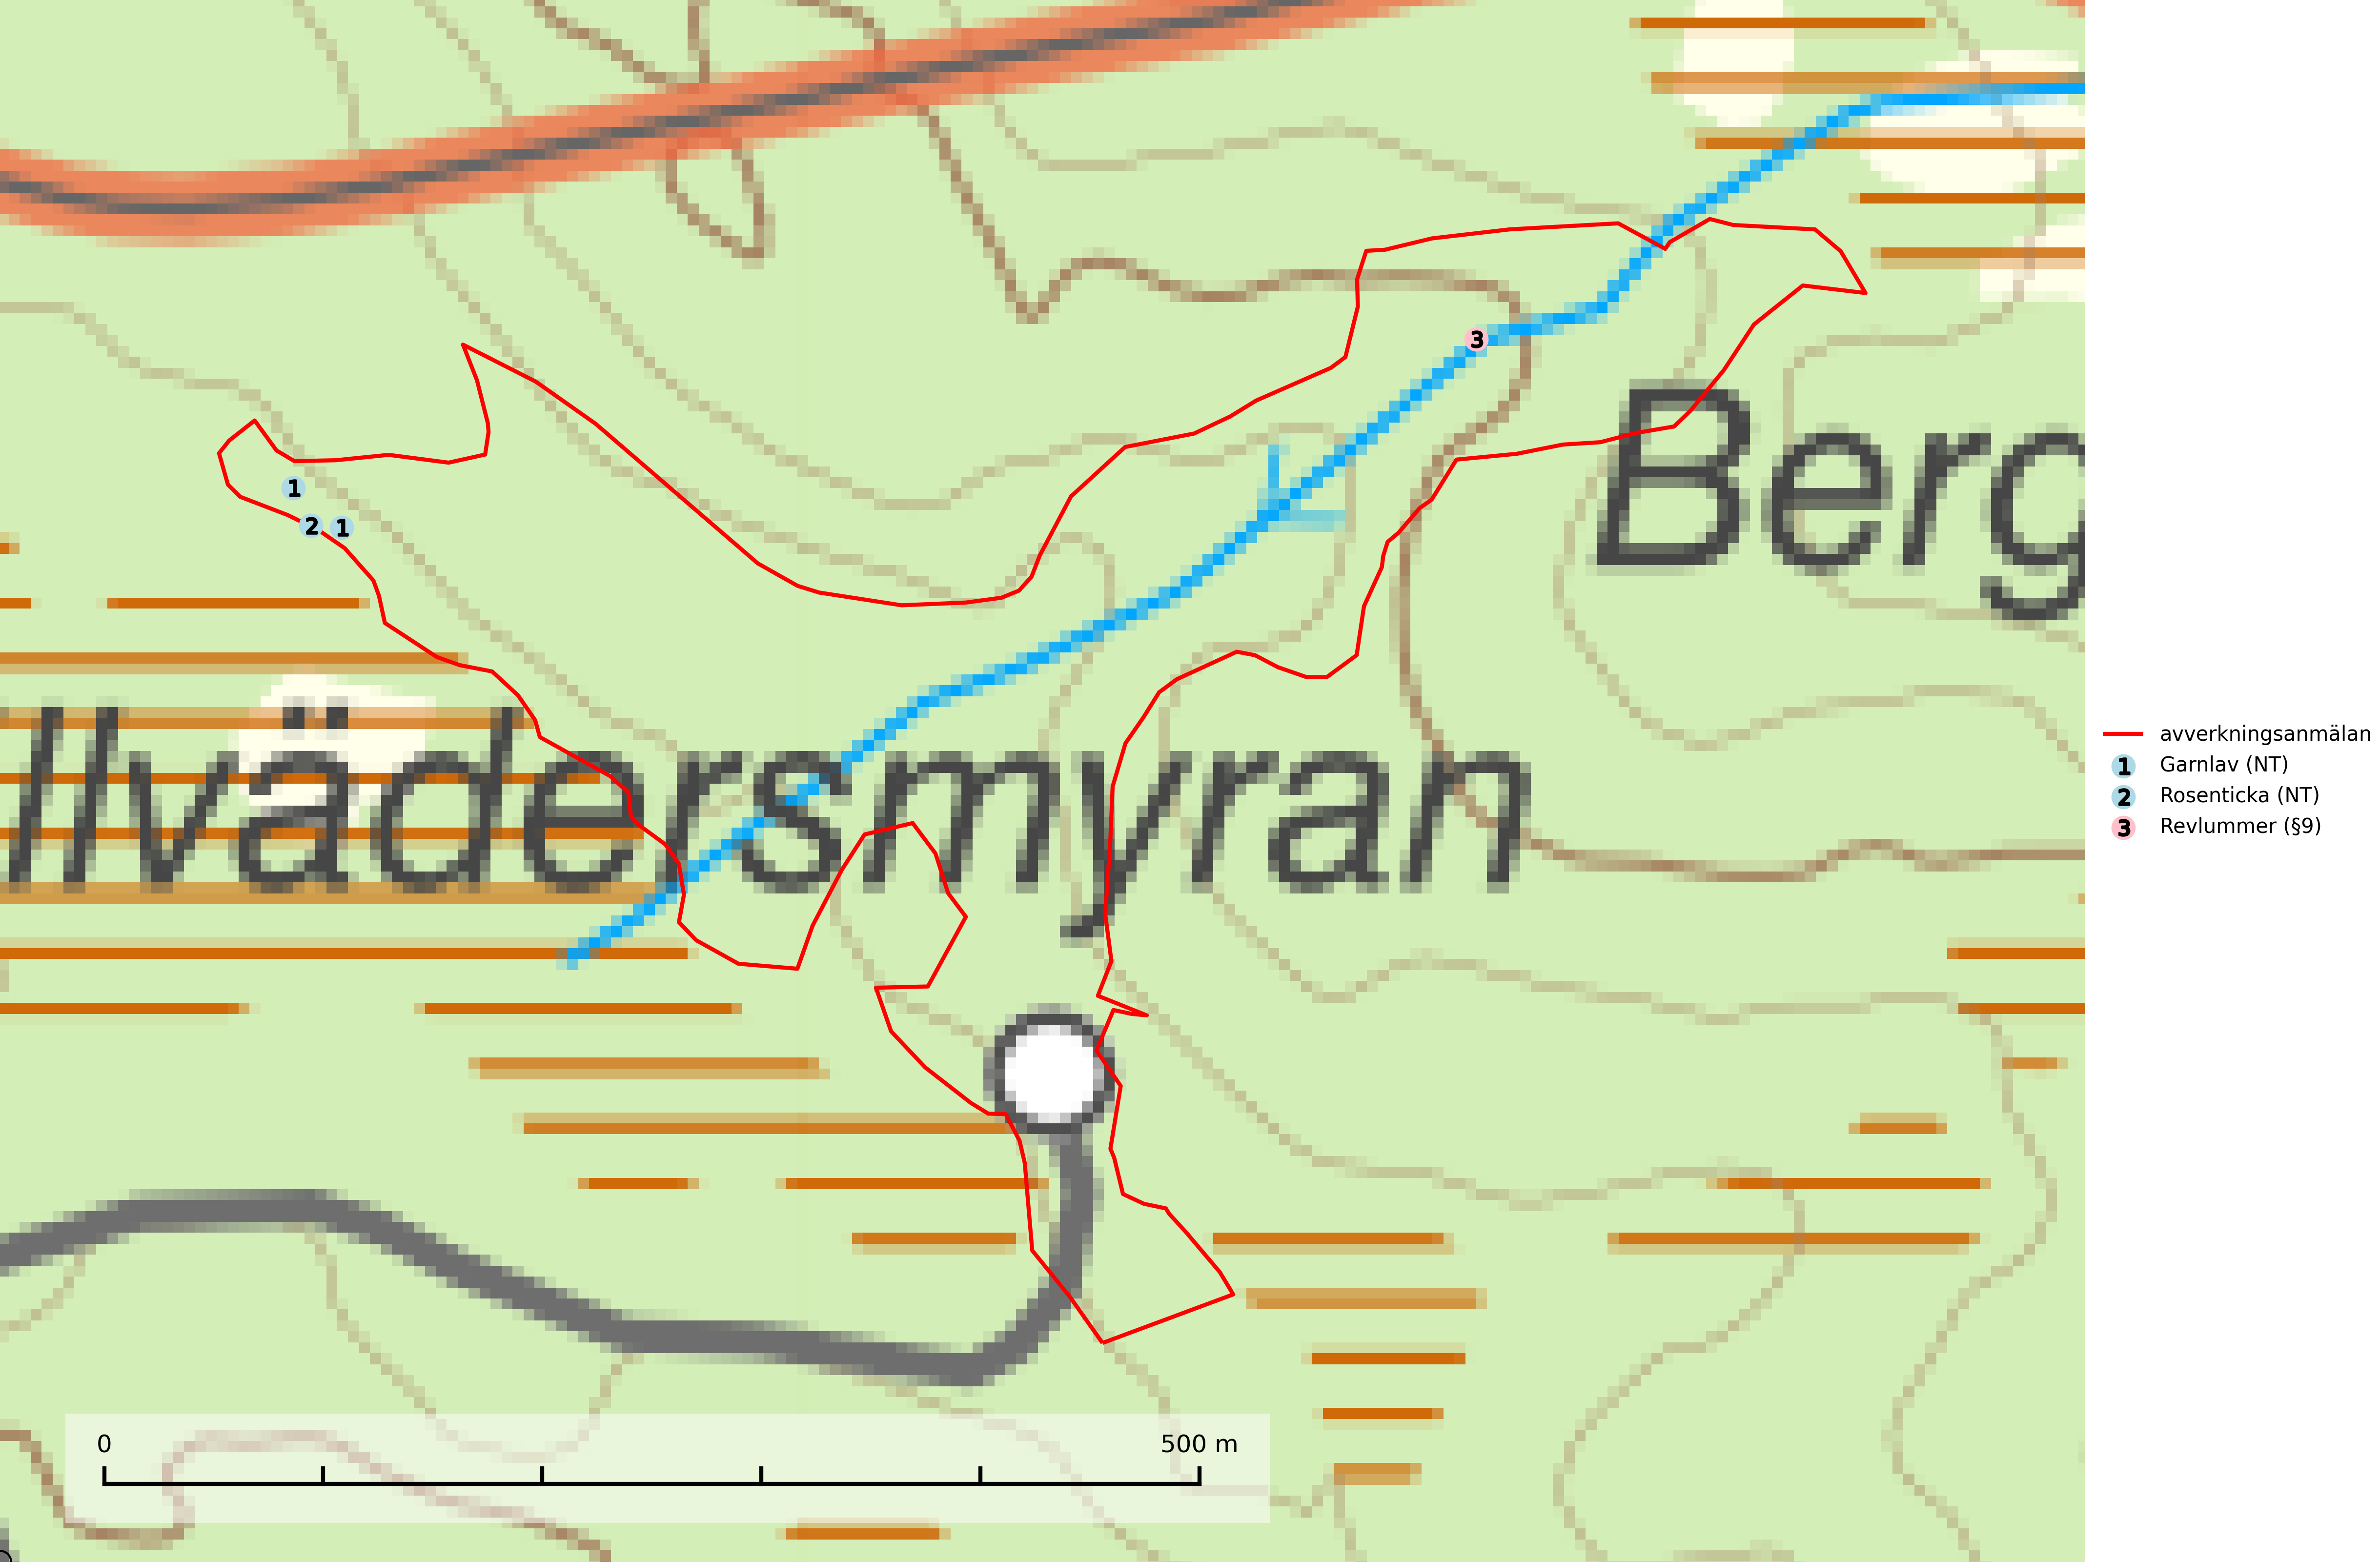 3
1
2 1
Berg
llvädersmyran
0 500 m
avverkningsanmälan
1 Garnlav (NT)
2 Rosenticka (NT)
3 Revlummer (§9)